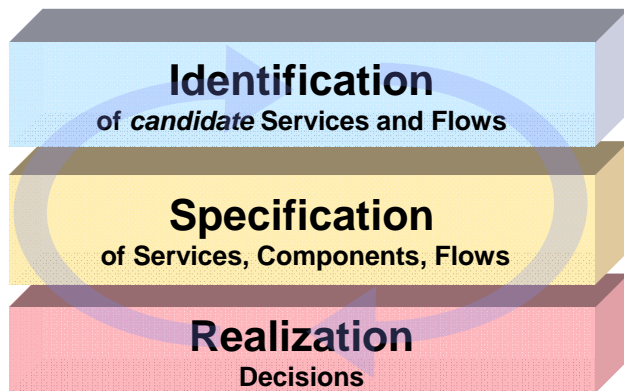 Identification
of candidate Services and Flows
Specification
of Services, Components, Flows
Realization
Decisions